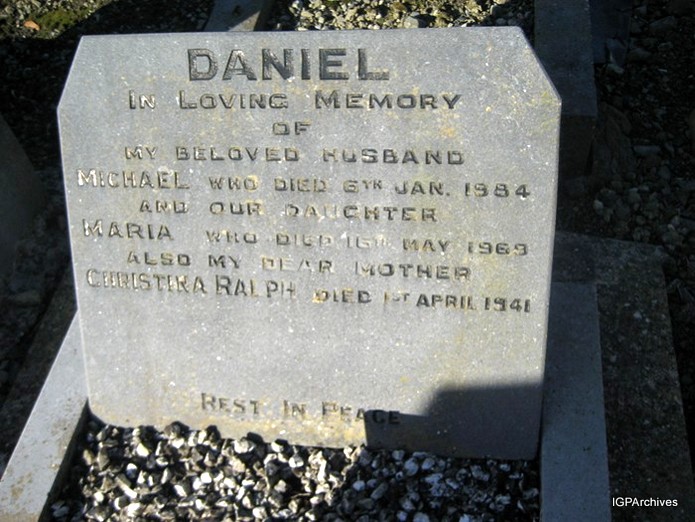 DANIEL
IN LOVING MEMORY
OF
MY BELOVED HUSBAND
MICHAEL WHO DIED 6TH JAN. 1984
AND OUR DAUGHTER
MARIA WHO DIED 16TH MAY 1969
ALSO MY DEAR MOTHER
CHRISTINA RALPH DIED 1ST APRIL 1941
REST IN PEACE
IGPArchives